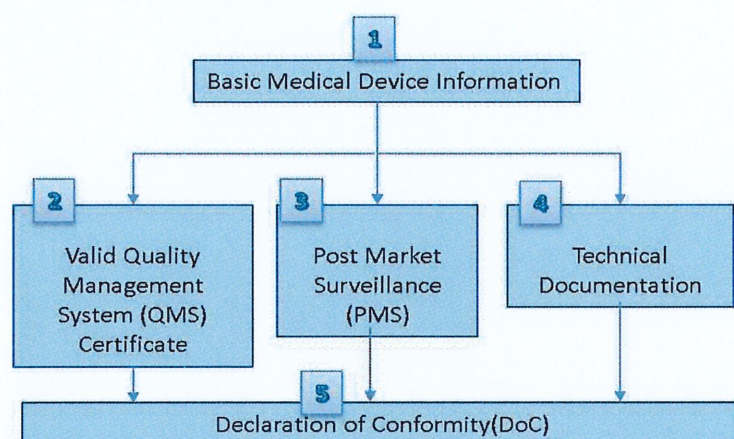 1
Basic Medical Device Information
2
Valid Quality
Management
System (QMS)
Certificate
3
Post Market
Surveillance
(PMS)
4
Technical
Documentation
5
Declaration of Conformity(DoC)